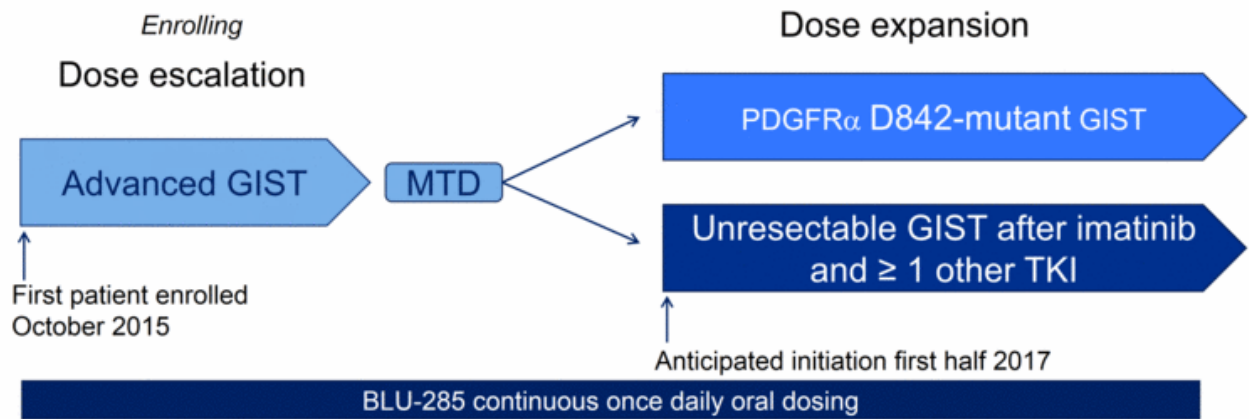 Enrolling
Dose escalation
Advanced GIST
MTD
First patient enrolled
October 2015
Dose expansion
PDGFRα D842-mutant GIST
Unresectable GIST after imatinib
and ≥ 1 other TKI
Anticipated initiation first half 2017
BLU-285 continuous once daily oral dosing